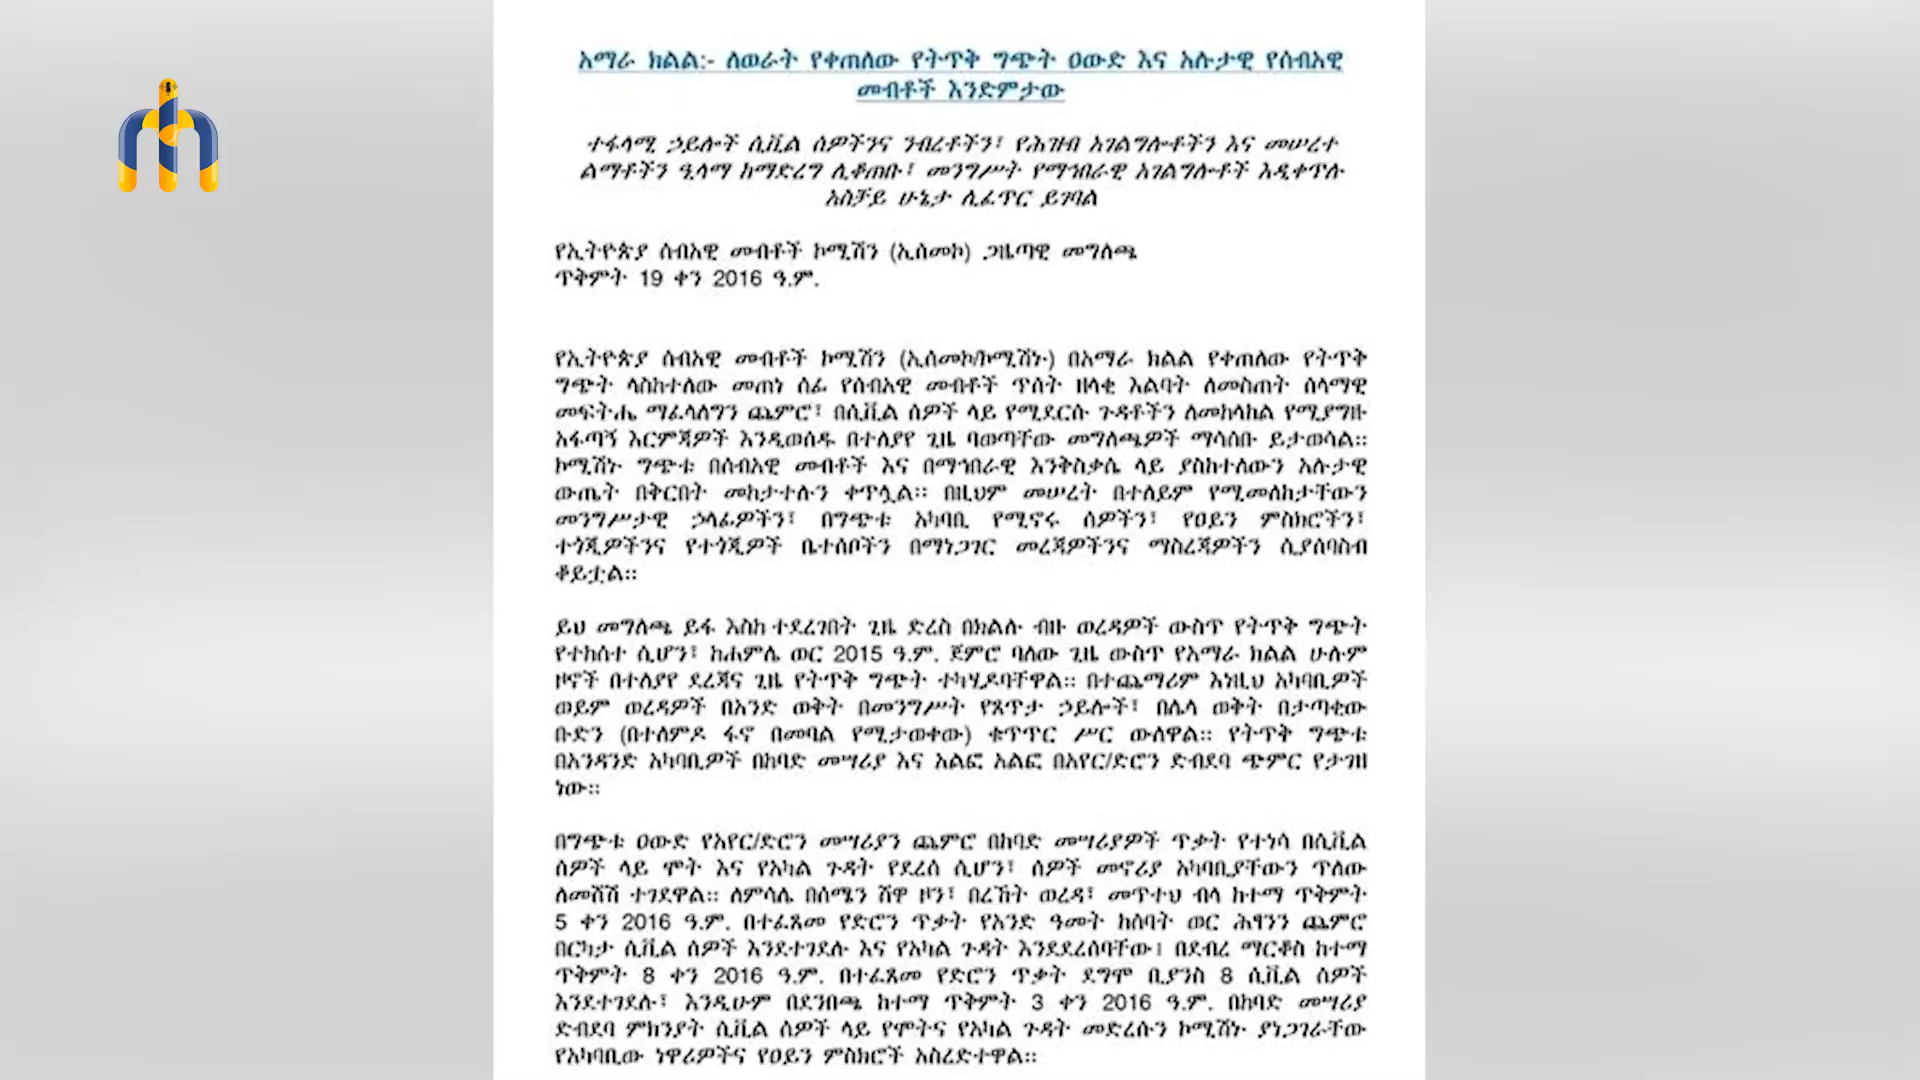 አማራ ክልል:- ለወራት የቀጠለው የትጥቅ ግጭት ዐውድ እና አሉታዊ የሰብአዊ
መብቶች እንድምታው
ተፋላሚ ኃይሎች ሲቪል ሰዎችንና ንብረቶችን፣ የሕዝብ አገልግሎቶችን እና መሠረተ
ልማቶችን ዒላማ ከማድረግ ሊቆጠቡ፣ መንግሥት የማኅበራዊ አገልግሎቶች እዲቀጥሉ
አስቻይ ሁኔታ ሊፈጥር ይገባል
የኢትዮጵያ ሰብአዊ መብቶች ኮሚሽን (ኢሰመኮ) ጋዜጣዊ መግለጫ
ጥቅምት 19 ቀን 2016 ዓ.ም.
የኢትዮጵያ ሰብአዊ መብቶች ኮሚሽን (ኢሰመኮ/ኮሚሽኑ) በአማራ ክልል የቀጠለው የትጥቅ
ግጭት ላስከተለው መጠነ ሰፊ የሰብአዊ መብቶች ጥሰት ዘላቂ እልባት ለመስጠት ሰላማዊ
መፍትሔ ማፈላለግን ጨምሮ፣ በሲቪል ሰዎች ላይ የሚደርሱ ጉዳቶችን ለመከላከል የሚያግዙ
አፋጣኝ እርምጃዎች እንዲወሰዱ በተለያየ ጊዜ ባወጣቸው መግለጫዎች ማሳሰቡ ይታወሳል።
ኮሚሽኑ ግጭቱ በሰብአዊ መብቶች እና በማኅበራዊ እንቅስቃሴ ላይ ያስከተለውን አሉታዊ
ውጤት በቅርበት መከታተሉን ቀጥሏል። በዚህም መሠረት በተለይም የሚመለከታቸውን
መንግሥታዊ ኃላፊዎችን፣ በግጭቱ አካባቢ የሚኖሩ ሰዎችን፣ የዐይን ምስክሮችን፣
ተጎጂዎችንና የተጎጂዎች ቤተሰቦችን በማነጋገር መረጃዎችንና ማስረጃዎችን ሲያሰባስብ
ቆይቷል።
ይህ መግለጫ ይፋ እስከ ተደረገበት ጊዜ ድረስ በክልሉ ብዙ ወረዳዎች ውስጥ የትጥቅ ግጭት
የተከሰተ ሲሆን፣ ከሐምሌ ወር 2015 ዓ.ም. ጀምሮ ባለው ጊዜ ውስጥ የአማራ ክልል ሁሉም
ዞኖች በተለያየ ደረጃና ጊዜ የትጥቅ ግጭት ተካሂዶባቸዋል። በተጨማሪም እነዚህ አካባቢዎች
ወይም ወረዳዎች በአንድ ወቅት በመንግሥት የጸጥታ ኃይሎች፣ በሌላ ወቅት በታጣቂው
ቡድን (በተለምዶ ፋኖ በመባል የሚታወቀው) ቁጥጥር ሥር ውለዋል። የትጥቅ ግጭቱ
በአንዳንድ አካባቢዎች በከባድ መሣሪያ እና አልፎ አልፎ በአየር/ድሮን ድብደባ ጭምር የታገዘ
ነው።
በግጭቱ ዐውድ የአየር/ድሮን መሣሪያን ጨምሮ በከባድ መሣሪያዎች ጥቃት የተነሳ በሲቪል
ሰዎች ላይ ሞት እና የአካል ጉዳት የደረሰ ሲሆን፣ ሰዎች መኖሪያ አካባቢያቸውን ጥለው
ለመሸሽ ተገደዋል። ለምሳሌ በሰሜን ሸዋ ዞን፣ በረኸት ወረዳ፣ መጥተህ ብላ ከተማ ጥቅምት
5 ቀን 2016 ዓ.ም. በተፈጸመ የድሮን ጥቃት የአንድ ዓመት ከሰባት ወር ሕፃንን ጨምሮ
በርካታ ሲቪል ሰዎች እንደተገደሉ እና የአካል ጉዳት እንደደረሰባቸው፤ በደብረ ማርቆስ ከተማ
ጥቅምት 8 ቀን 2016 ዓ.ም. በተፈጸመ የድሮን ጥቃት ደግሞ ቢያንስ 8 ሲቪል ሰዎች
እንደተገደሉ፣ እንዲሁም በደንበጫ ከተማ ጥቅምት 3 ቀን 2016 ዓ.ም. በከባድ መሣሪያ
ድብደባ ምክንያት ሲቪል ሰዎች ላይ የሞትና የአካል ጉዳት መድረሱን ኮሚሽኑ ያነጋገራቸው
የአካባቢው ነዋሪዎችና የዐይን ምስክሮች አስረድተዋል።